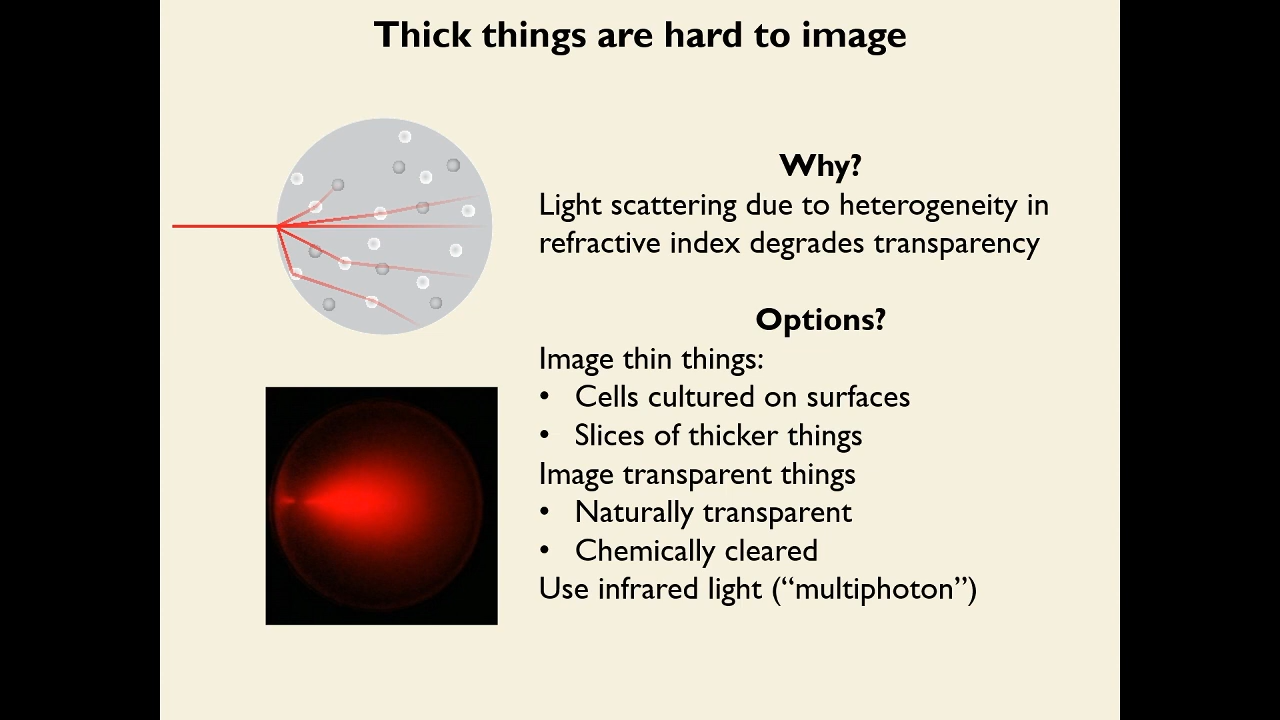 Thick things are hard to image
Why?
Light scattering due to heterogeneity in
refractive index degrades transparency
Options?
Image thin things:
• Cells cultured on surfaces
• Slices of thicker things
Image transparent things
• Naturally transparent
• Chemically cleared
Use infrared light (“multiphoton”)